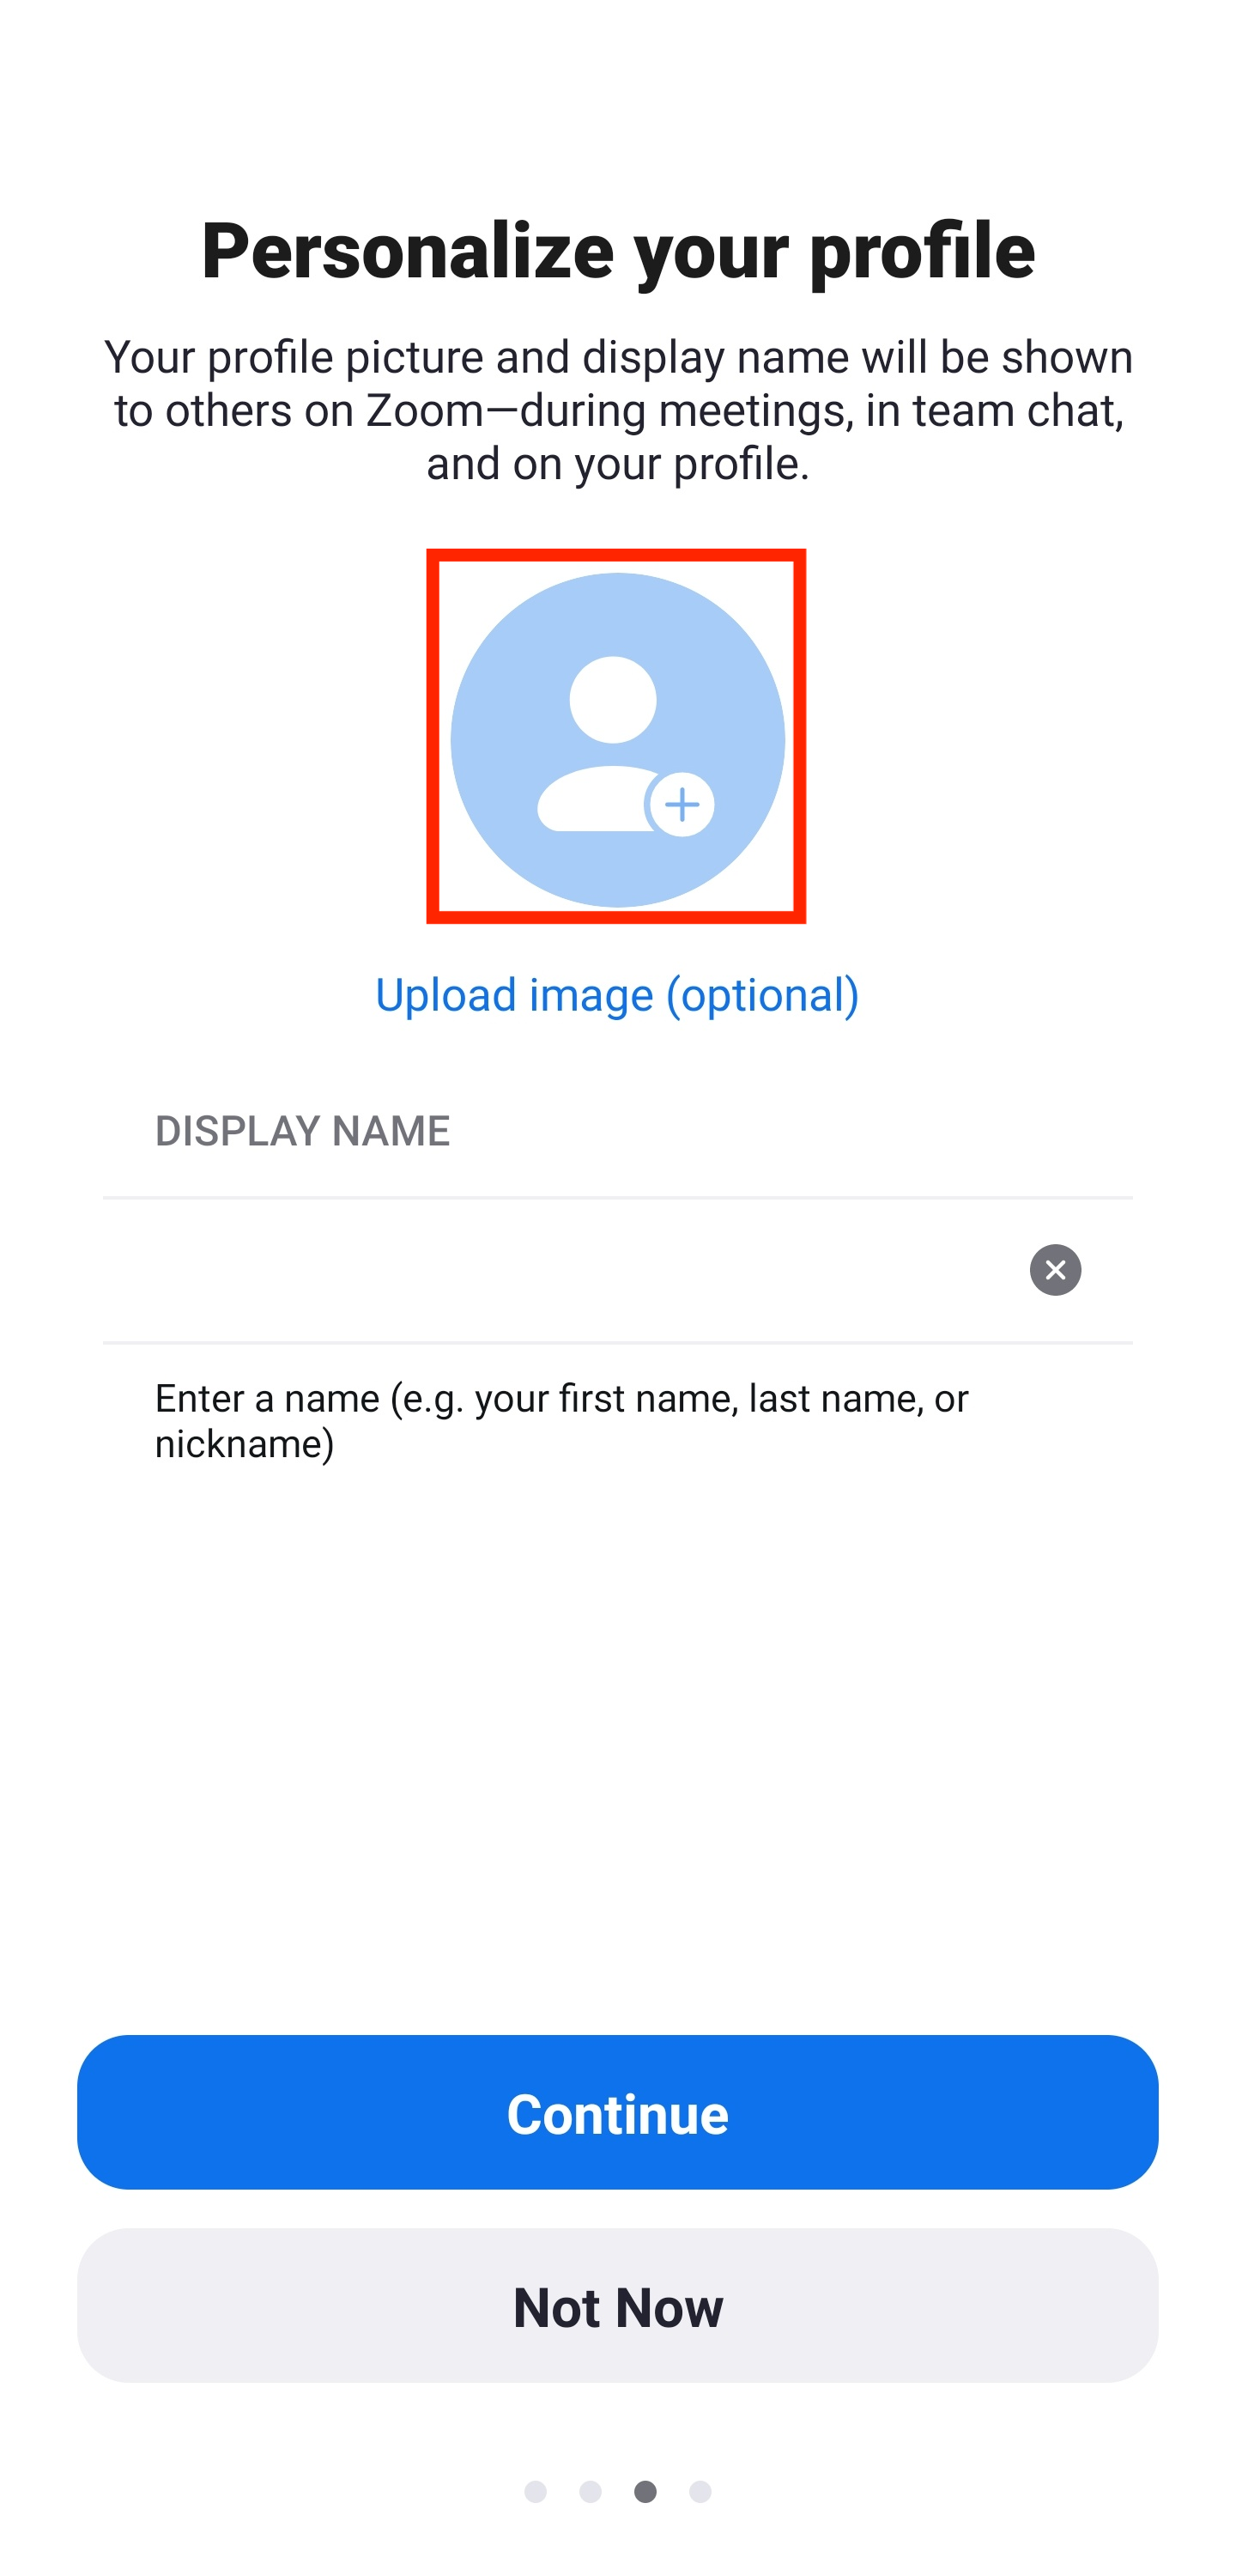 Personalize your profile
Your profile picture and display name will be shown
to others on Zoom—during meetings, in team chat,
and on your profile.
Upload image (optional)
DISPLAY NAME
Enter a name (e.g. your first name, last name, or
nickname)
Continue
Not Now